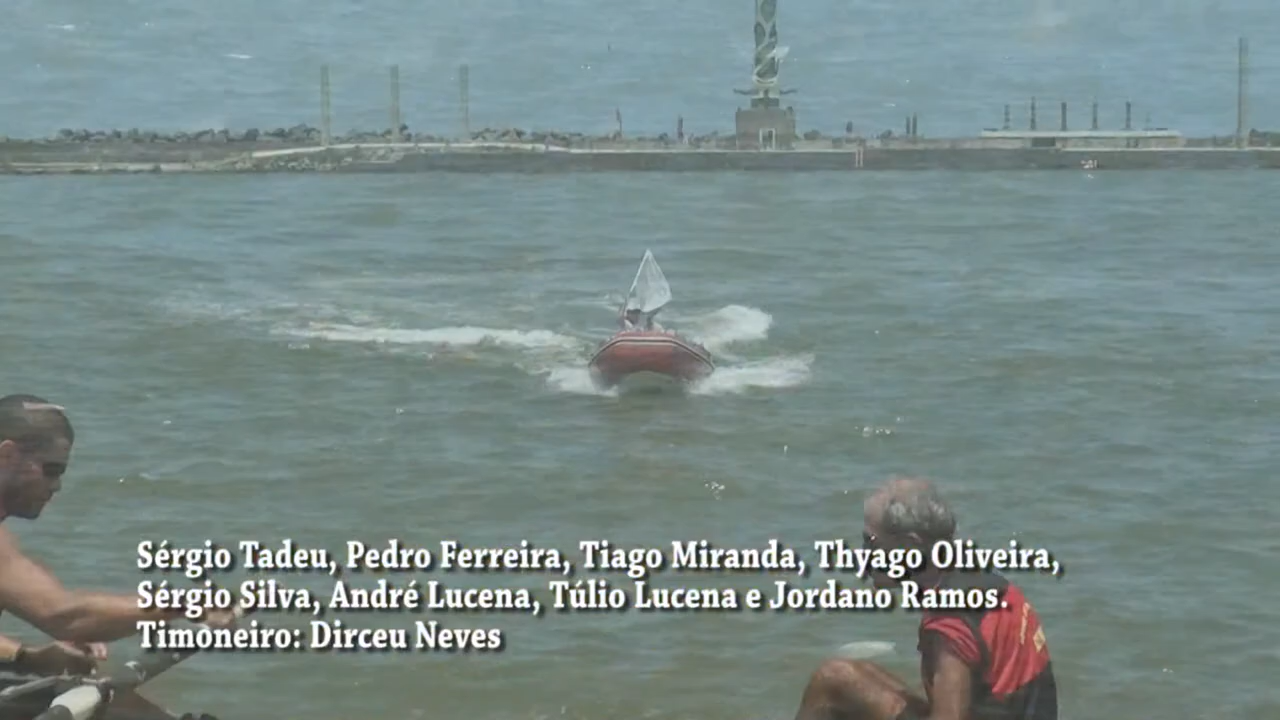 Sérgio Tadeu, Pedro Ferreira, Tiago Miranda, Thyago Oliveira,
Sérgio Silva, André Lucena, Túlio Lucena e Jordano Ramos.
Timoneiro: Dirceu Neves